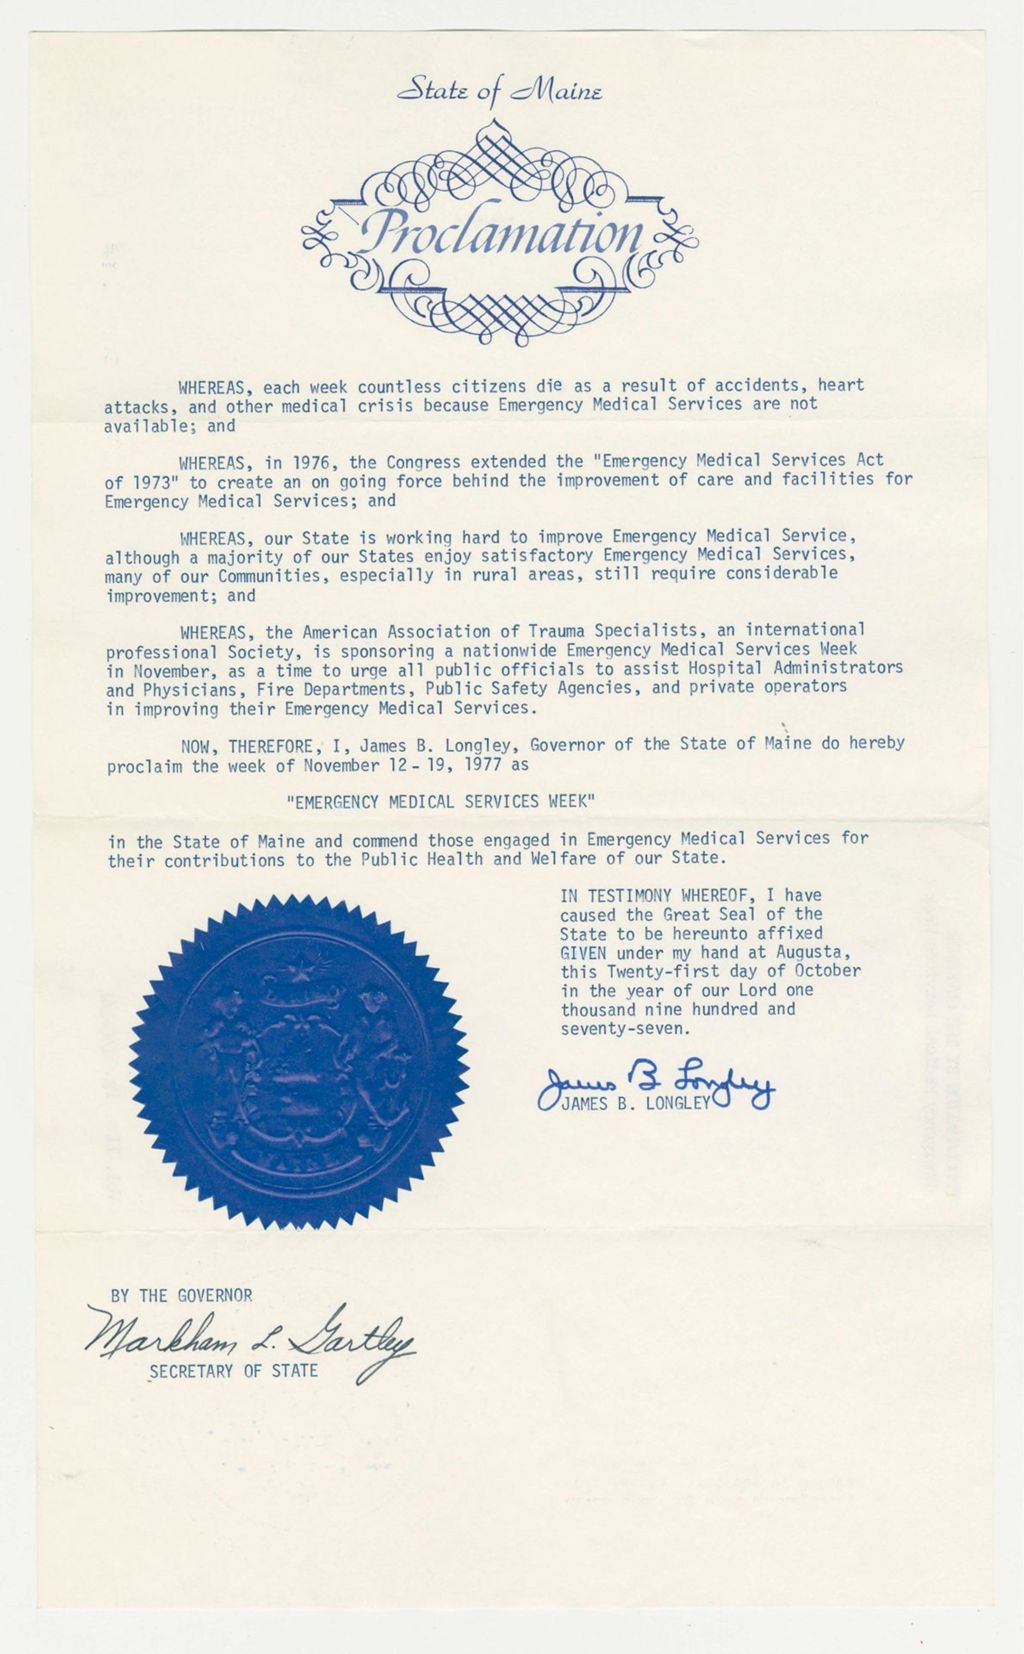 State of Maine
Proclamation
WHEREAS, each week countless citizens die as a result of accidents, heart
attacks, and other medical crisis because Emergency Medical Services are not
available; and
WHEREAS, in 1976, the Congress extended the "Emergency Medical Services Act
of 1973" to create an on going force behind the improvement of care and facilities for
Emergency Medical Services; and
WHEREAS, our State is working hard to improve Emergency Medical Service,
although a majority of our States enjoy satisfactory Emergency Medical Services,
many of our Communities, especially in rural areas, still require considerable
improvement; and
WHEREAS, the American Association of Trauma Specialists, an international
professional Society, is sponsoring a nationwide Emergency Medical Services Week
in November, as a time to urge all public officials to assist Hospital Administrators
and Physicians, Fire Departments, Public Safety Agencies, and private operators
in improving their Emergency Medical Services.
NOW, THEREFORE, I, James B. Longley, Governor of the State of Maine do hereby
proclaim the week of November 12 - 19, 1977 as
"EMERGENCY MEDICAL SERVICES WEEK"
in the State of Maine and commend those engaged in Emergency Medical Services for
their contributions to the Public Health and Welfare of our State.
IN TESTIMONY WHEREOF, I have
caused the Great Seal of the
State to be hereunto affixed
GIVEN under my hand at Augusta,
this Twenty-first day of October
in the year of our Lord one
thousand nine hundred and
seventy-seven.
James B Longley
JAMES B. LONGLEY
MAINE
BY THE GOVERNOR
Markham L. Gartley
SECRETARY OF STATE